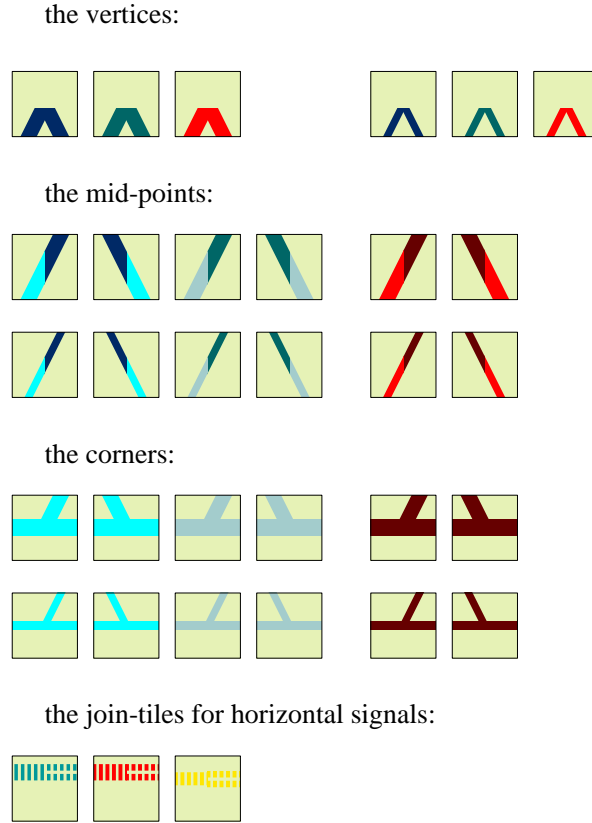 the vertices:
the mid-points:
the corners:
the join-tiles for horizontal signals: